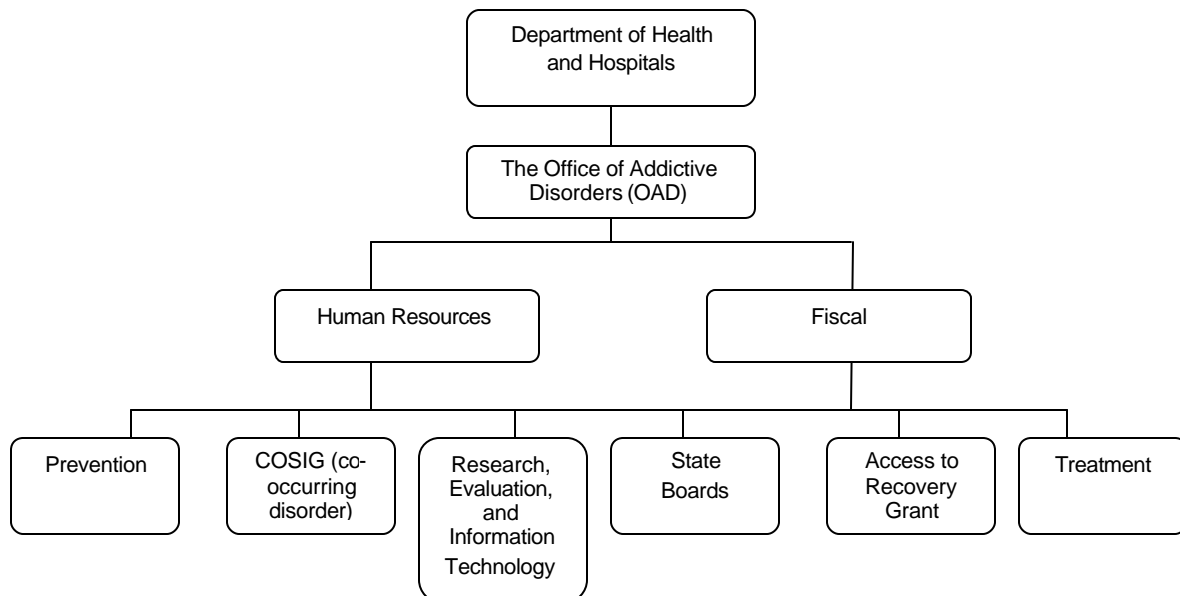 Department of Health
and Hospitals
The Office of Addictive
Disorders (OAD)
Human Resources
Fiscal
Prevention
COSIG (co-
occurring
disorder)
Research,
Evaluation,
and
Information
Technology
State
Boards
Access to
Recovery
Grant
Treatment